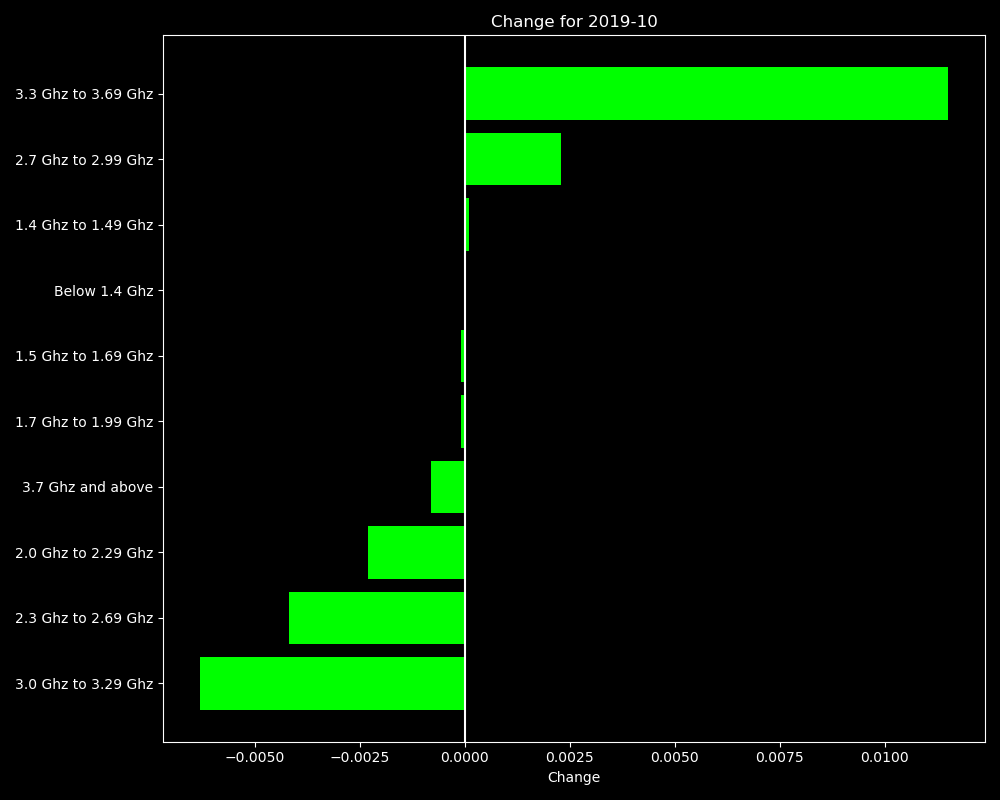 Change for 2019-10
3.3 Ghz to 3.69 Ghz
2.7 Ghz to 2.99 Ghz
1.4 Ghz to 1.49 Ghz
Below 1.4 Ghz
1.5 Ghz to 1.69 Ghz
1.7 Ghz to 1.99 Ghz
3.7 Ghz and above
2.0 Ghz to 2.29 Ghz
2.3 Ghz to 2.69 Ghz
3.0 Ghz to 3.29 Ghz
−0.0050 −0.0025 0.0000 0.0025 0.0050 0.0075 0.0100
Change